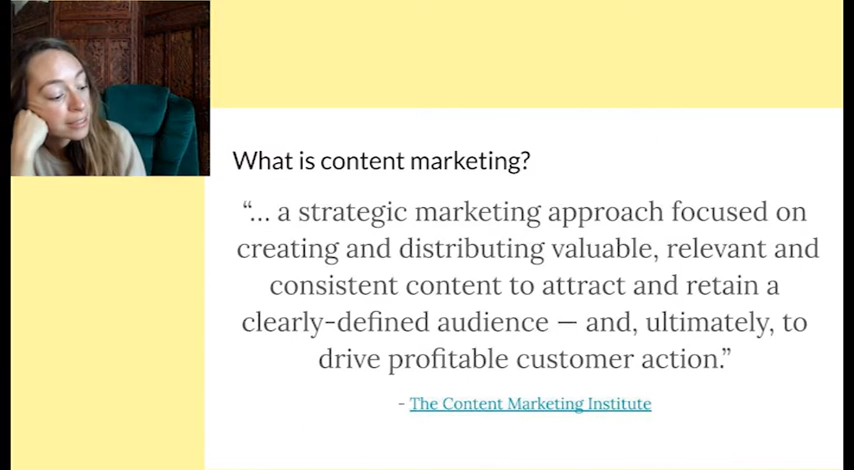 What is content marketing?
“... a strategic marketing approach focused on
creating and distributing valuable, relevant and
consistent content to attract and retain a
clearly-defined audience — and, ultimately, to
drive profitable customer action.”
- The Content Marketing Institute